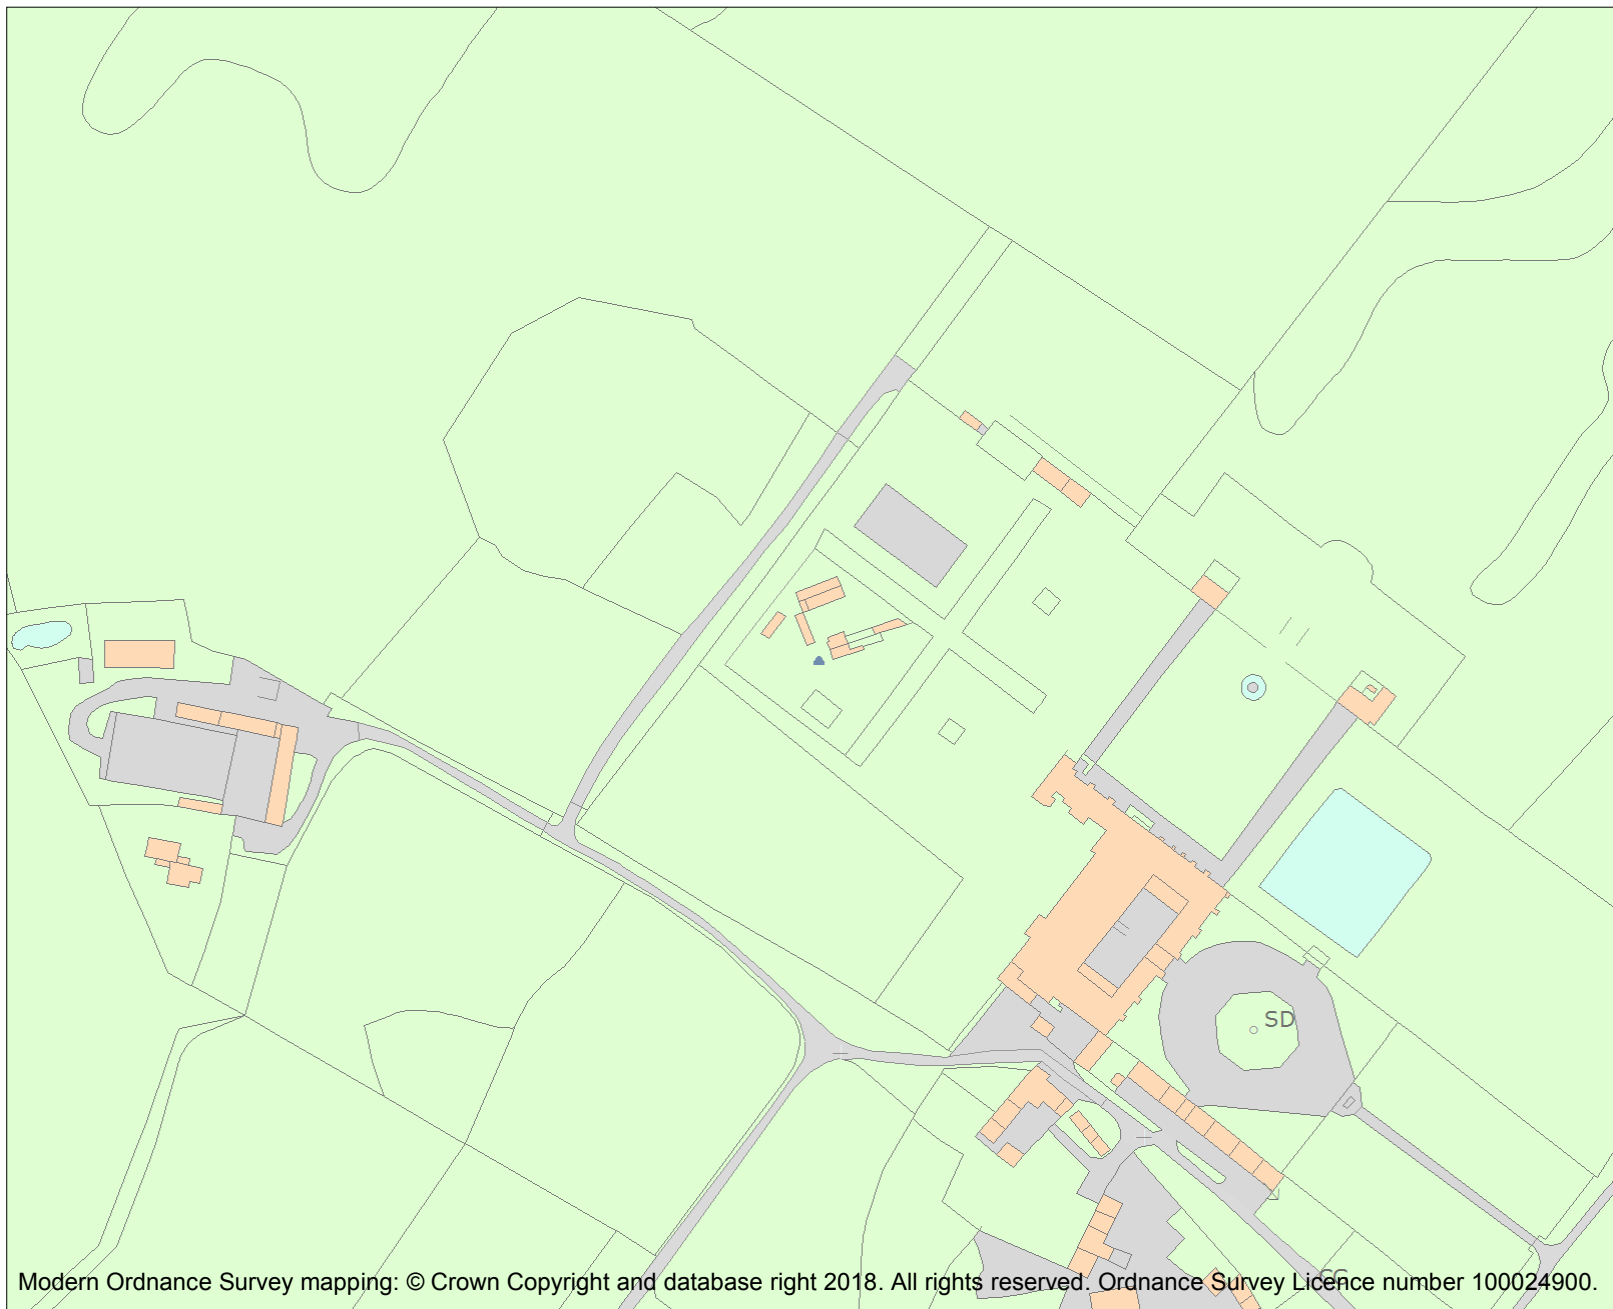 SD
CG
Modern Ordnance Survey mapping: © Crown Copyright and database right 2018. All rights reserved. Ordnance Survey Licence number 100024900.